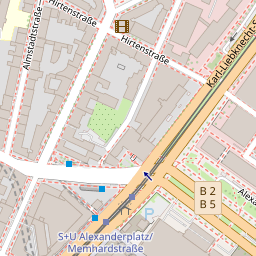 Hirtenstraße
Hirtenstraße
Almstadtstraße
Karl-Liebknecht-S
B 2
B 5
Alexa
P
S+U Alexanderplatz/
Memhardstraße